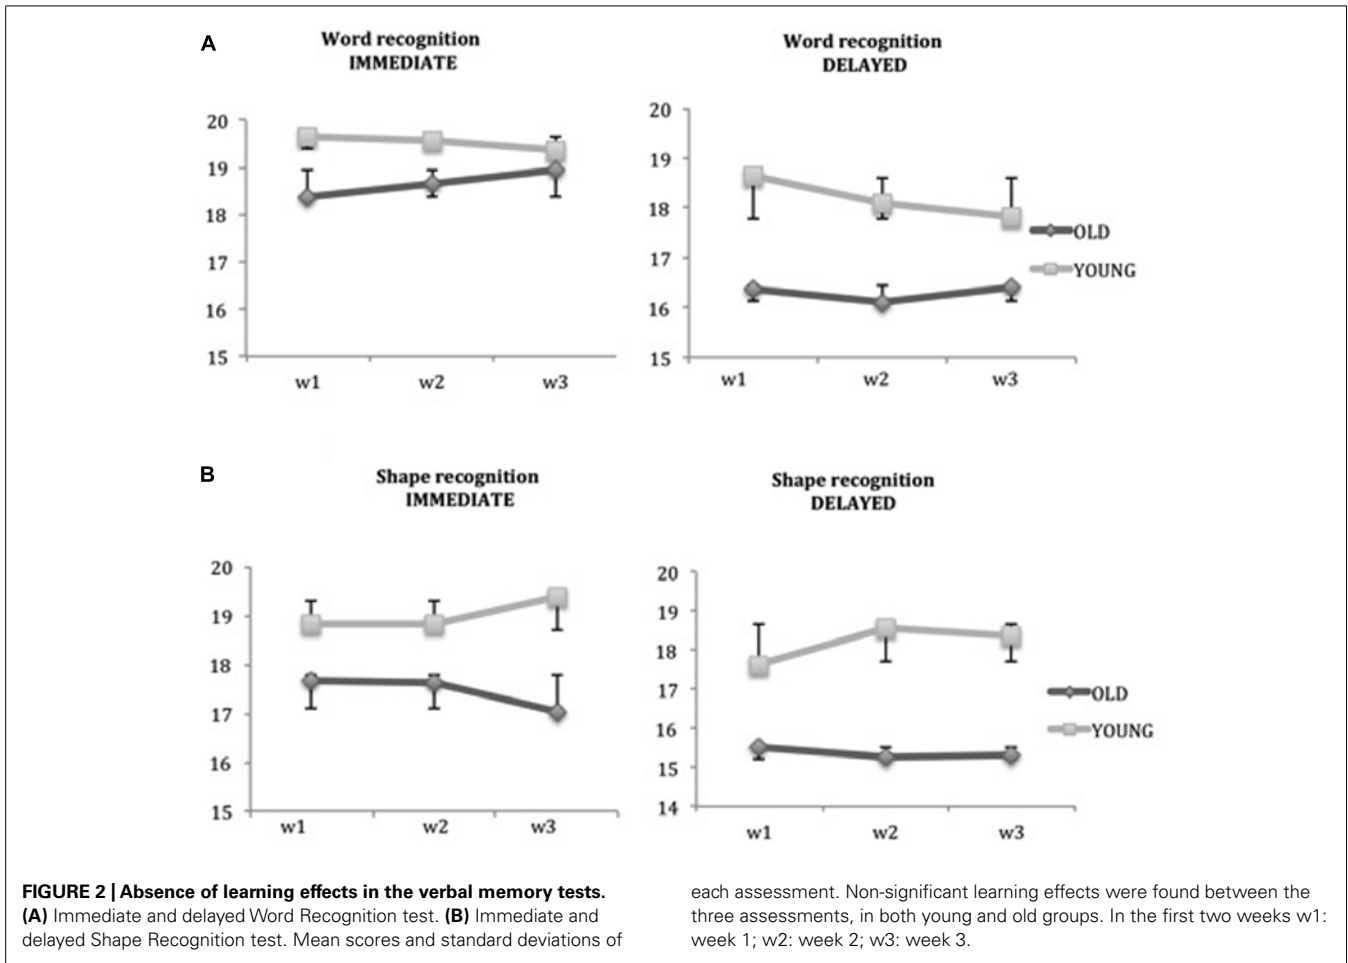 A
Word recognition
IMMEDIATE
20
19
18
17
16
15
w1
w2
w3
Word recognition
DELAYED
20
19
18
17
16
15
w1
w2
w3
OLD
YOUNG
B
Shape recognition
IMMEDIATE
20
19
18
17
16
15
w1
w2
w3
Shape recognition
DELAYED
20
19
18
17
16
15
14
w1
w2
w3
OLD
YOUNG
FIGURE 2 | Absence of learning effects in the verbal memory tests.
(A) Immediate and delayed Word Recognition test. (B) Immediate and
delayed Shape Recognition test. Mean scores and standard deviations of
each assessment. Non-significant learning effects were found between the
three assessments, in both young and old groups. In the first two weeks w1:
week 1; w2: week 2; w3: week 3.